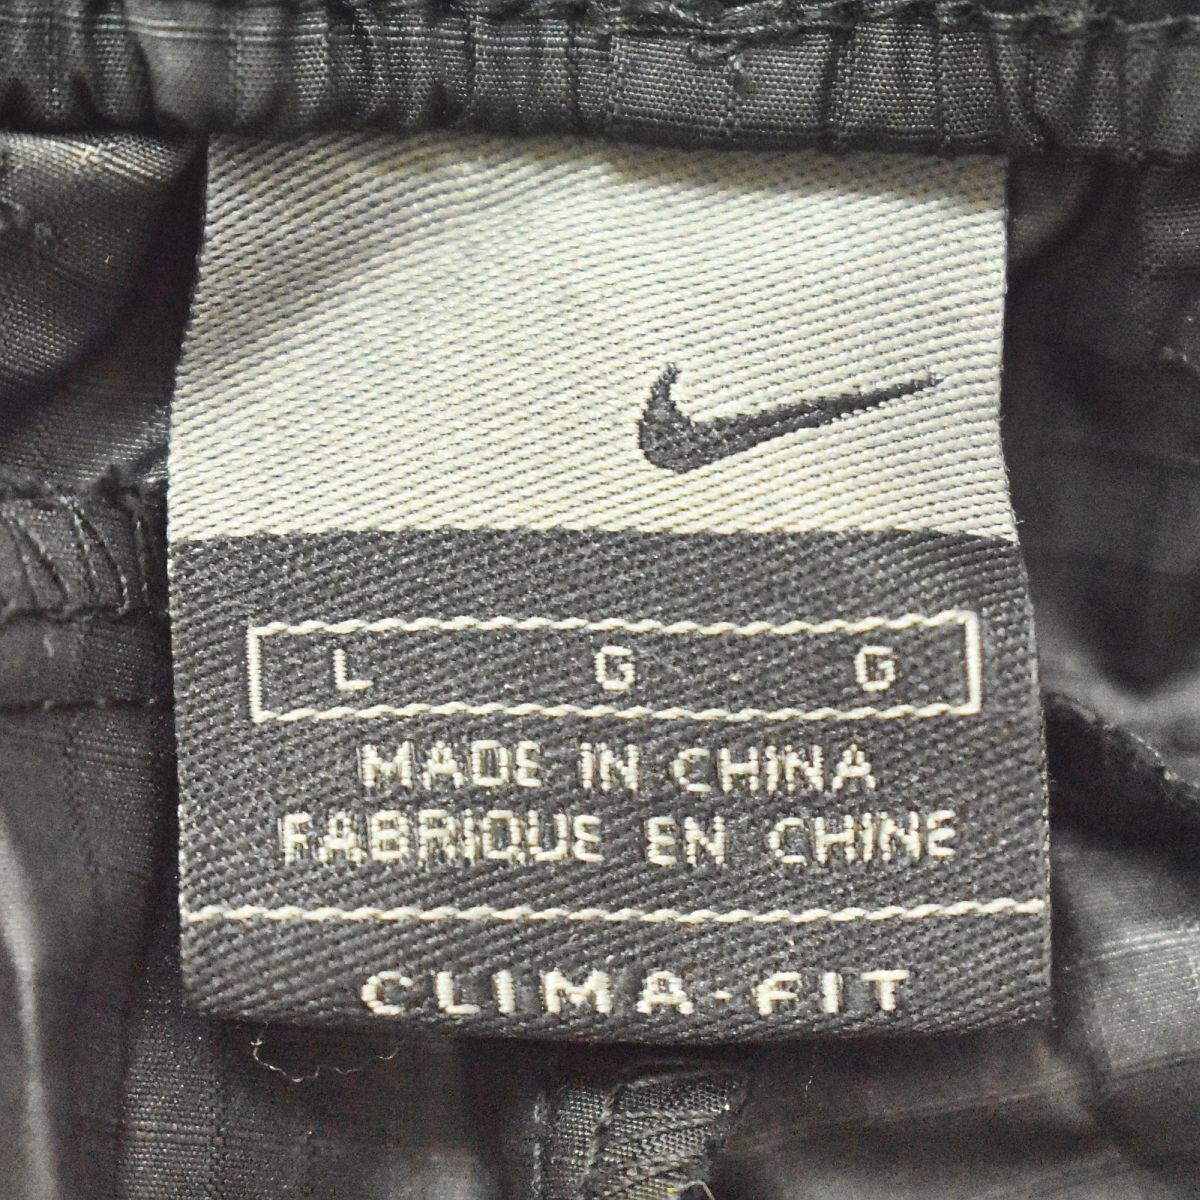 L G G
MADE IN CHINA
FABRIQUE EN CHINE
CLIMA-FIT